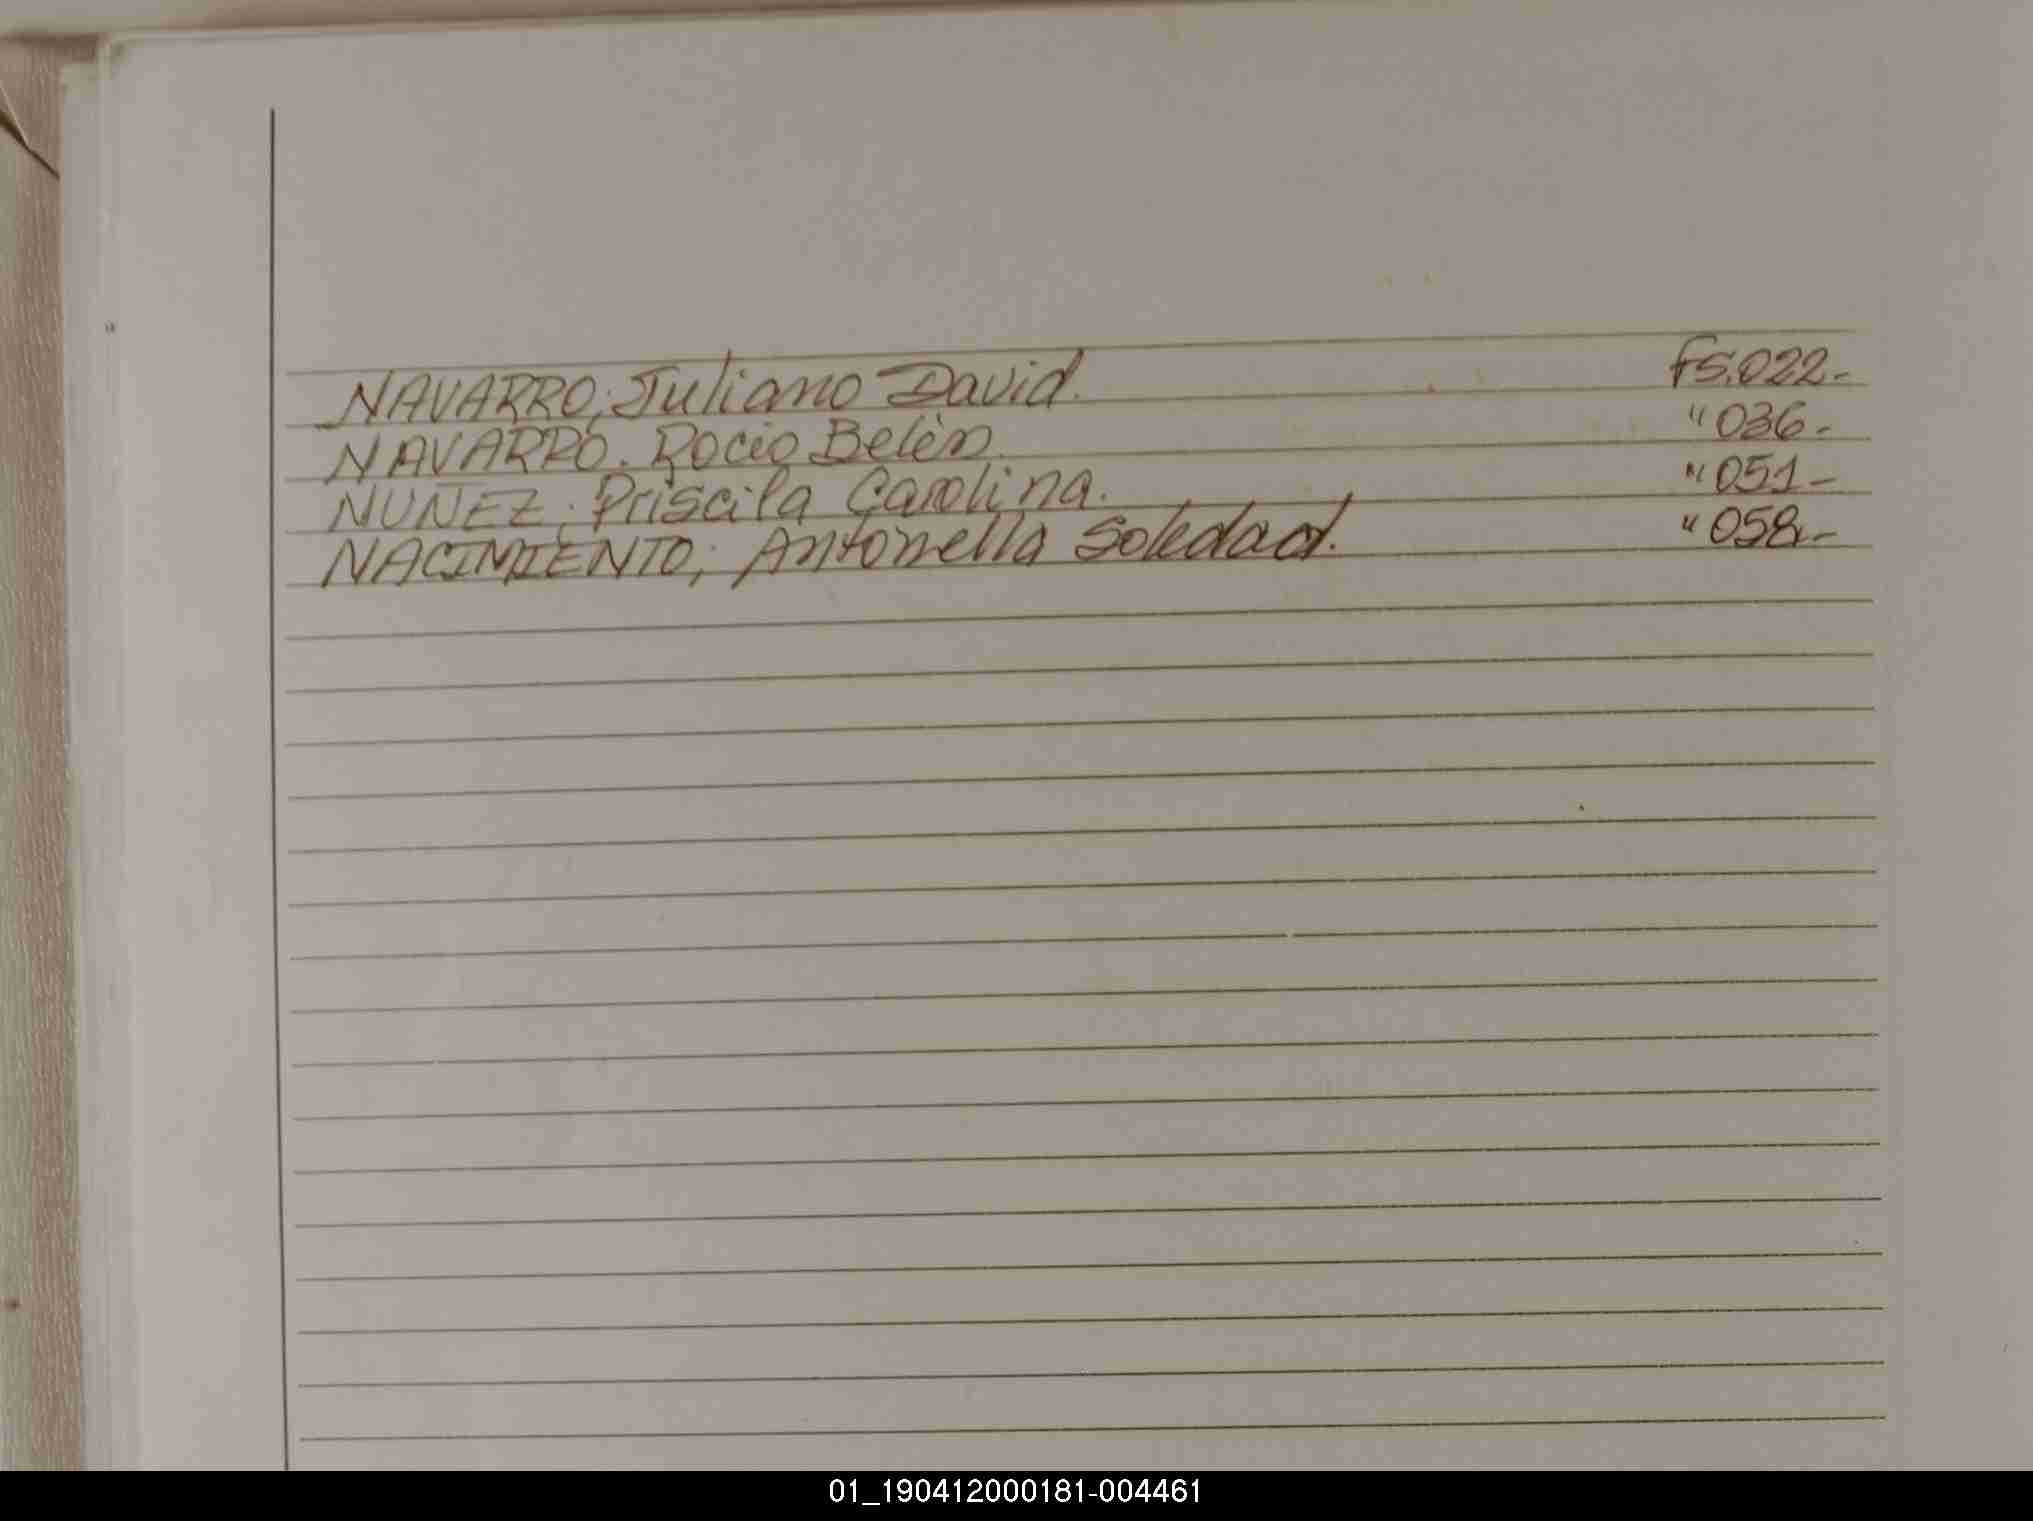 NAVARRO; Juliano David. fs.022-
NAVARRO. Rocio Belén. " 036-
NUÑEZ; Priscila Carolina. " 051-
NACIMIENTO; Antonella Soledad. " 058-
01_190412000181-004461